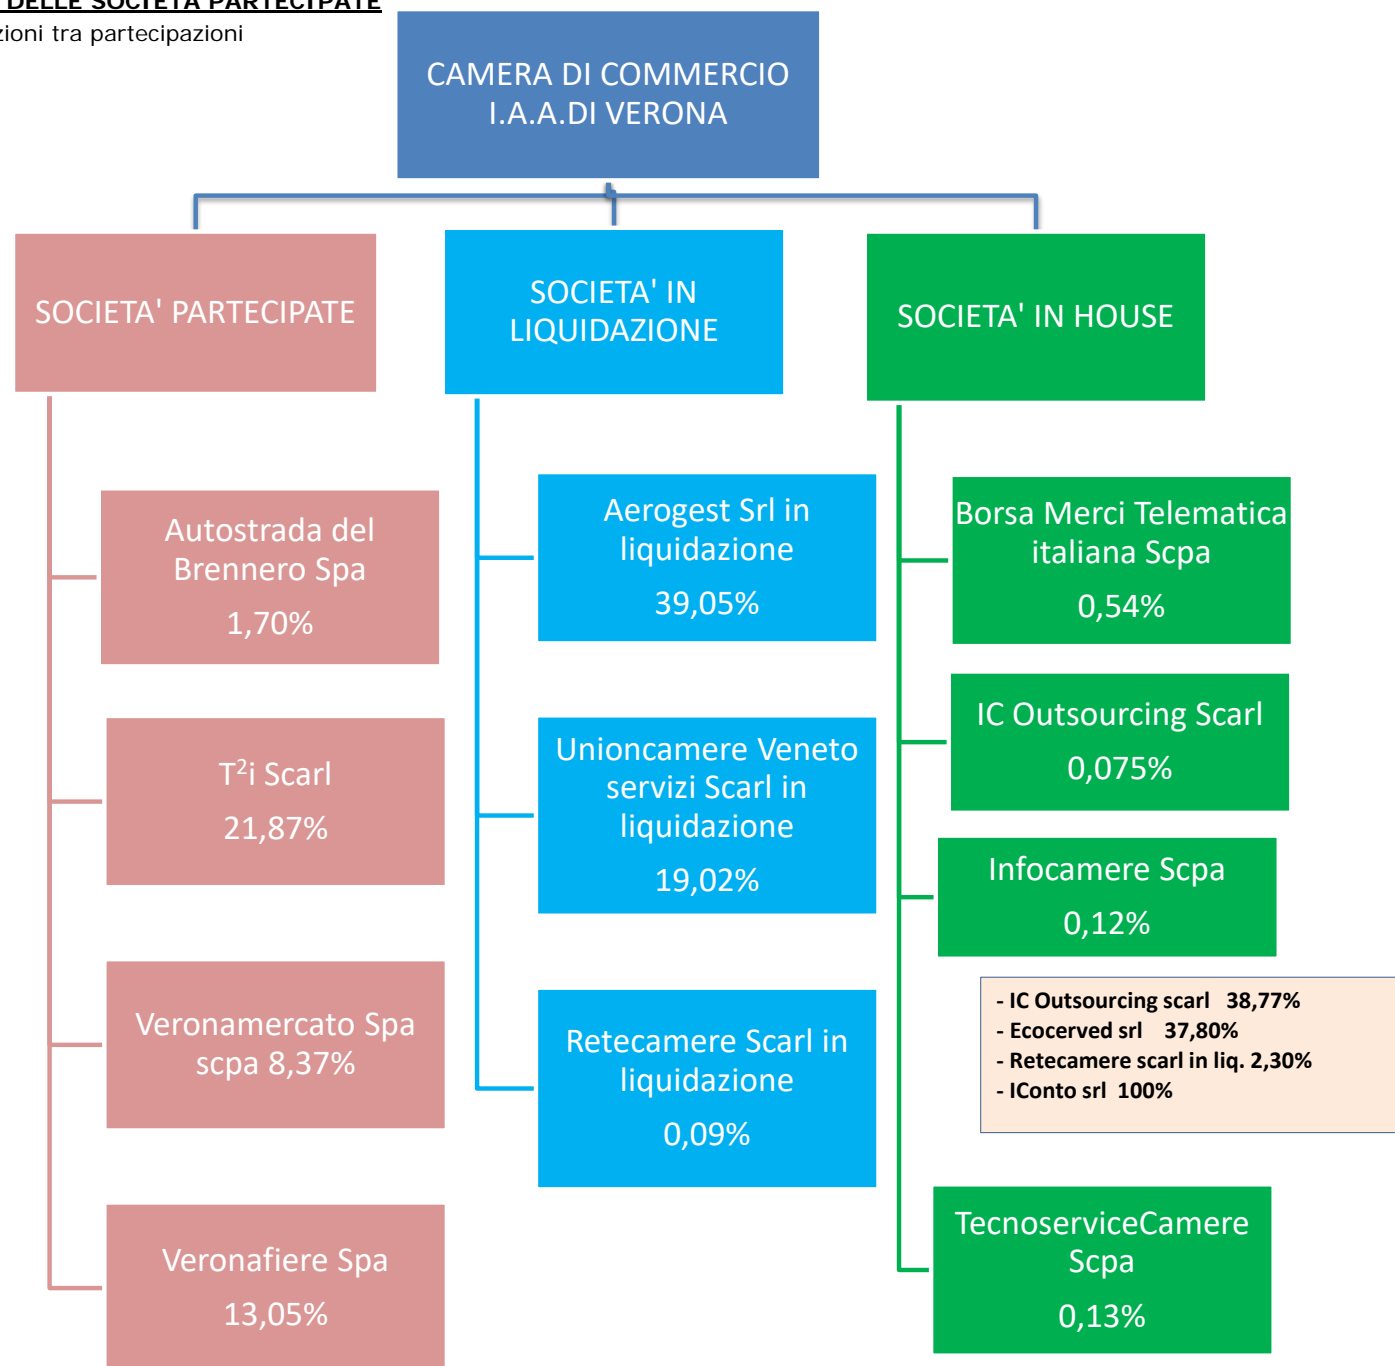 DELLE SOCIETÀ PARTECIPATE
zioni tra partecipazioni
CAMERA DI COMMERCIO
I.A.A.DI VERONA
SOCIETA' PARTECIPATE
Autostrada del
Brennero Spa
1,70%
T²i Scarl
21,87%
Veronamercato Spa
scpa 8,37%
Veronafiere Spa
13,05%
SOCIETA' IN
LIQUIDAZIONE
Aerogest Srl in
liquidazione
39,05%
Unioncamere Veneto
servizi Scarl in
liquidazione
19,02%
Retecamere Scarl in
liquidazione
0,09%
SOCIETA' IN HOUSE
Borsa Merci Telematica
italiana Scpa
0,54%
IC Outsourcing Scarl
0,075%
Infocamere Scpa
0,12%
- IC Outsourcing scarl 38,77%
- Ecocerved srl 37,80%
- Retecamere scarl in liq. 2,30%
- IConto srl 100%
TecnoserviceCamere
Scpa
0,13%